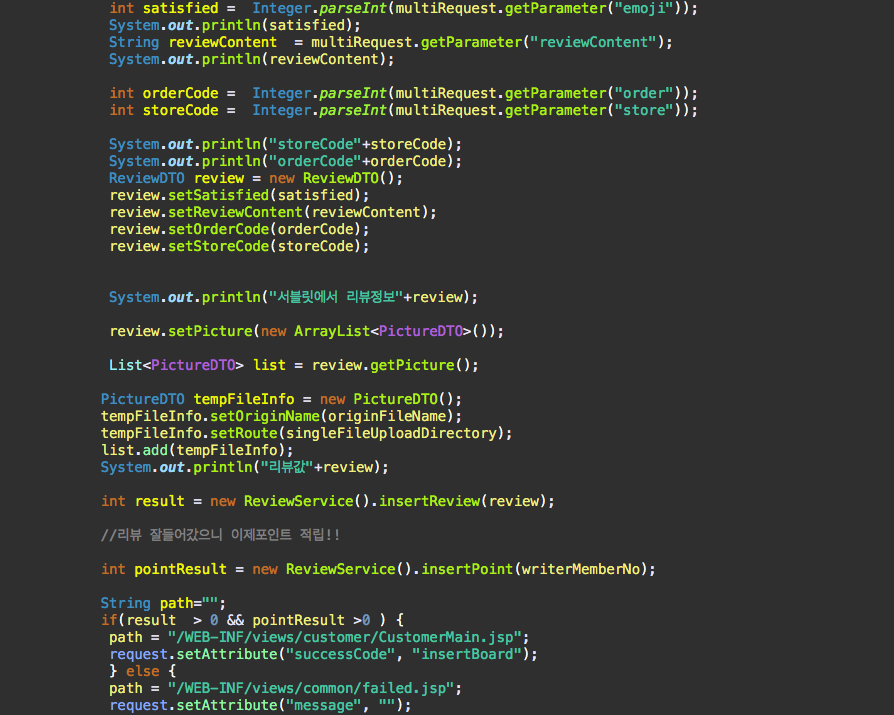 int satisfied =  Integer.parseInt(multiRequest.getParameter("emoji"));
System.out.println(satisfied);
String reviewContent  = multiRequest.getParameter("reviewContent");
System.out.println(reviewContent);
int orderCode =  Integer.parseInt(multiRequest.getParameter("order"));
int storeCode =  Integer.parseInt(multiRequest.getParameter("store"));
System.out.println("storeCode"+storeCode);
System.out.println("orderCode"+orderCode);
ReviewDTO review = new ReviewDTO();
review.setSatisfied(satisfied);
review.setReviewContent(reviewContent);
review.setOrderCode(orderCode);
review.setStoreCode(storeCode);
System.out.println("서블릿에서 리뷰정보"+review);
review.setPicture(new ArrayList<PictureDTO>());
List<PictureDTO> list = review.getPicture();
PictureDTO tempFileInfo = new PictureDTO();
tempFileInfo.setOriginName(originFileName);
tempFileInfo.setRoute(singleFileUploadDirectory);
list.add(tempFileInfo);
System.out.println("리뷰값"+review);
int result = new ReviewService().insertReview(review);
//리뷰 잘들어갔으니 이제포인트 적립!!
int pointResult = new ReviewService().insertPoint(writerMemberNo);
String path="";
if(result  > 0 && pointResult >0 ) {
path = "/WEB-INF/views/customer/CustomerMain.jsp";
request.setAttribute("successCode", "insertBoard");
} else {
path = "/WEB-INF/views/common/failed.jsp";
request.setAttribute("message", "");